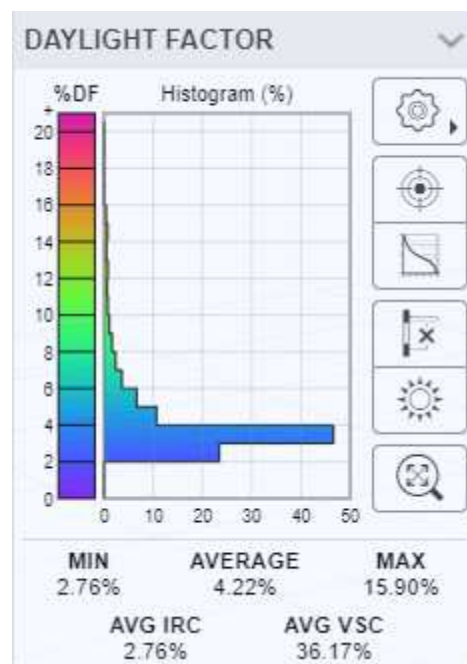 DAYLIGHT FACTOR
%DF Histogram (%)
+
20
18
16
14
12
10
8
6
4
2
0
0 10 20 30 40 50
MIN AVERAGE MAX
2.76% 4.22% 15.90%
AVG IRC AVG VSC
2.76% 36.17%